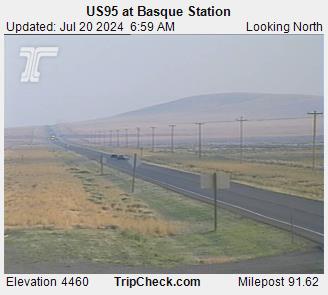 US95 at Basque Station
Updated: Jul 20 2024 6:59 AM Looking North
Elevation 4460 TripCheck.com Milepost 91.62